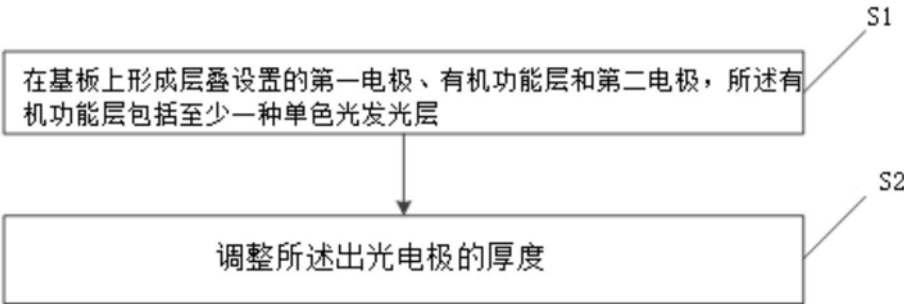 S1
在基板上形成层叠设置的第一电极、有机功能层和第二电极，所述有
机功能层包括至少一种单色光发光层
S2
调整所述出光电极的厚度